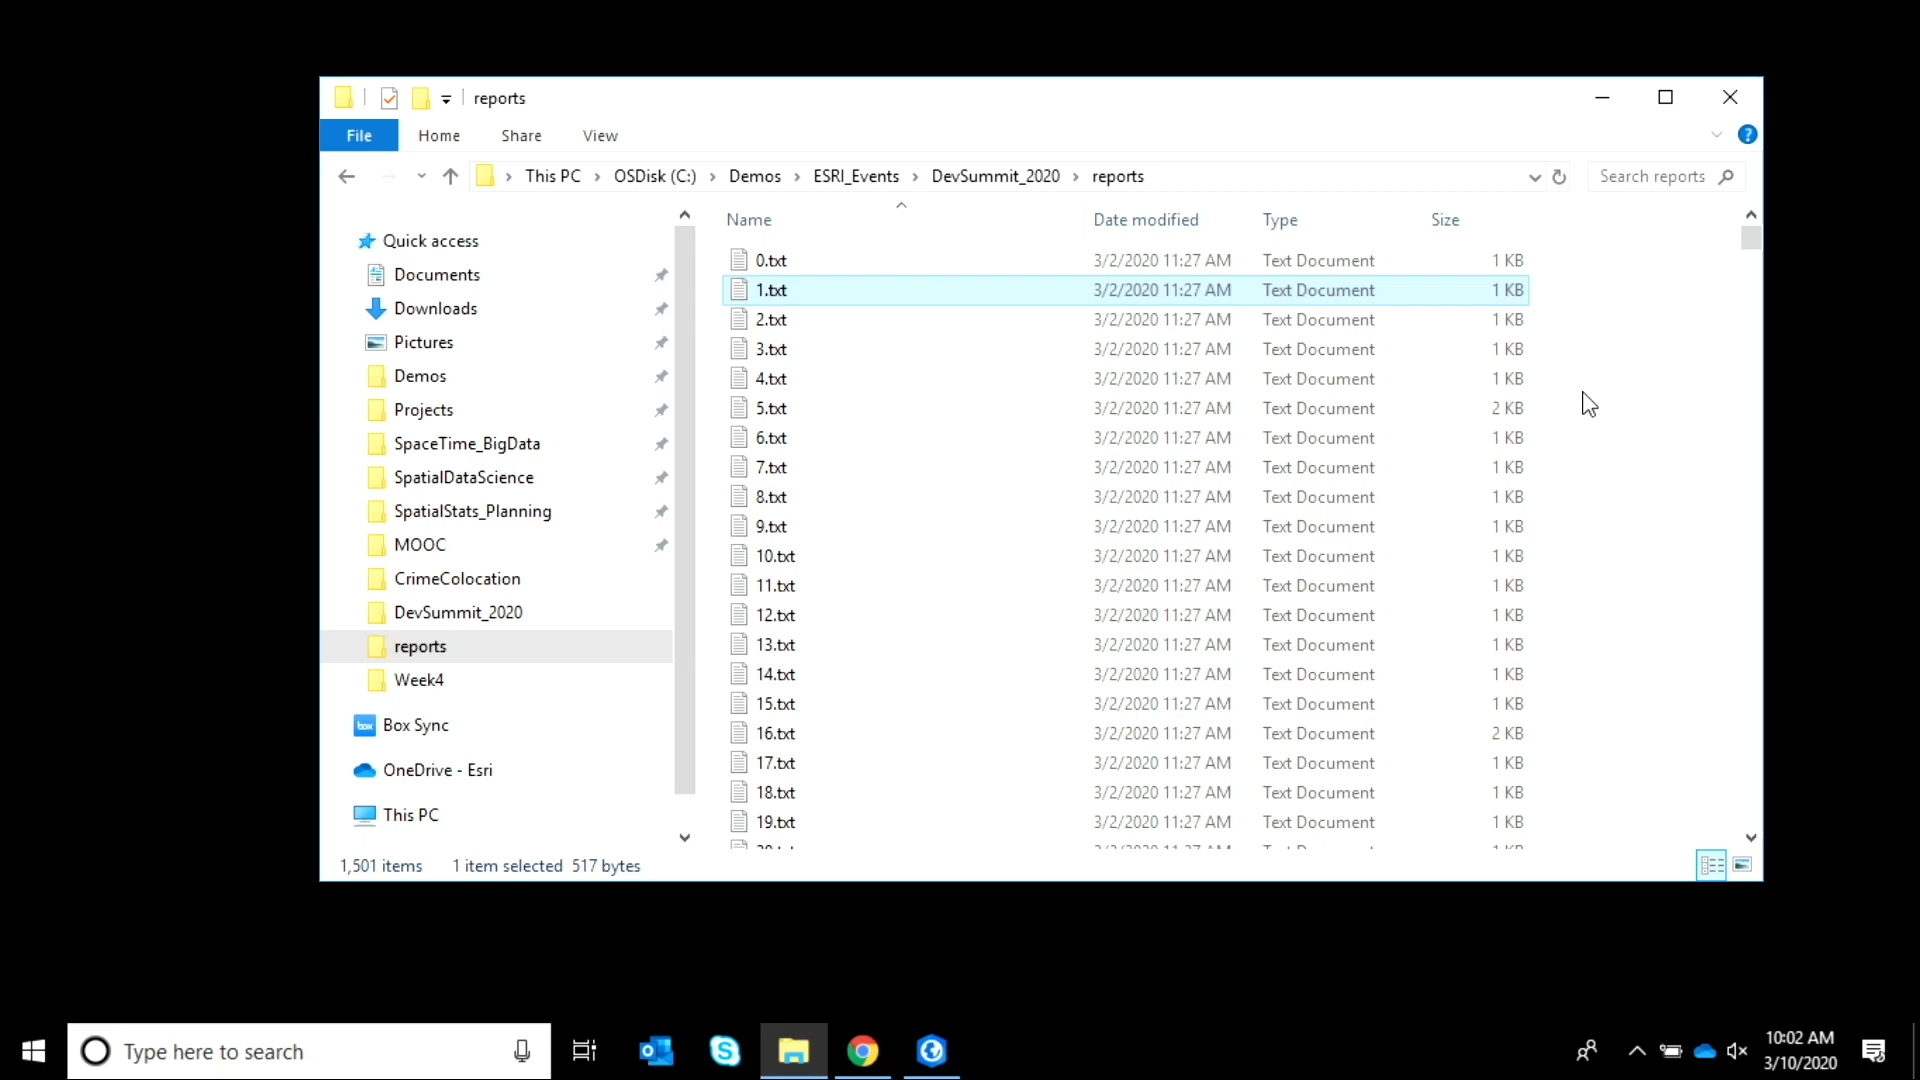 reports
File Home Share View
This PC OSDisk (C:) Demos ESRI_Events DevSummit_2020 reports
Search reports
Name Date modified Type Size
Quick access
Documents
Downloads
Pictures
Demos
Projects
SpaceTime_BigData
SpatialDataScience
SpatialStats_Planning
MOOC
CrimeColocation
DevSummit_2020
reports
Week4
box Box Sync
OneDrive - Esri
This PC
0.txt 3/2/2020 11:27 AM Text Document 1 KB
1.txt 3/2/2020 11:27 AM Text Document 1 KB
2.txt 3/2/2020 11:27 AM Text Document 1 KB
3.txt 3/2/2020 11:27 AM Text Document 1 KB
4.txt 3/2/2020 11:27 AM Text Document 1 KB
5.txt 3/2/2020 11:27 AM Text Document 2 KB
6.txt 3/2/2020 11:27 AM Text Document 1 KB
7.txt 3/2/2020 11:27 AM Text Document 1 KB
8.txt 3/2/2020 11:27 AM Text Document 1 KB
9.txt 3/2/2020 11:27 AM Text Document 1 KB
10.txt 3/2/2020 11:27 AM Text Document 1 KB
11.txt 3/2/2020 11:27 AM Text Document 1 KB
12.txt 3/2/2020 11:27 AM Text Document 1 KB
13.txt 3/2/2020 11:27 AM Text Document 1 KB
14.txt 3/2/2020 11:27 AM Text Document 1 KB
15.txt 3/2/2020 11:27 AM Text Document 1 KB
16.txt 3/2/2020 11:27 AM Text Document 2 KB
17.txt 3/2/2020 11:27 AM Text Document 1 KB
18.txt 3/2/2020 11:27 AM Text Document 1 KB
19.txt 3/2/2020 11:27 AM Text Document 1 KB
1,501 items 1 item selected 517 bytes
Type here to search
10:02 AM
3/10/2020